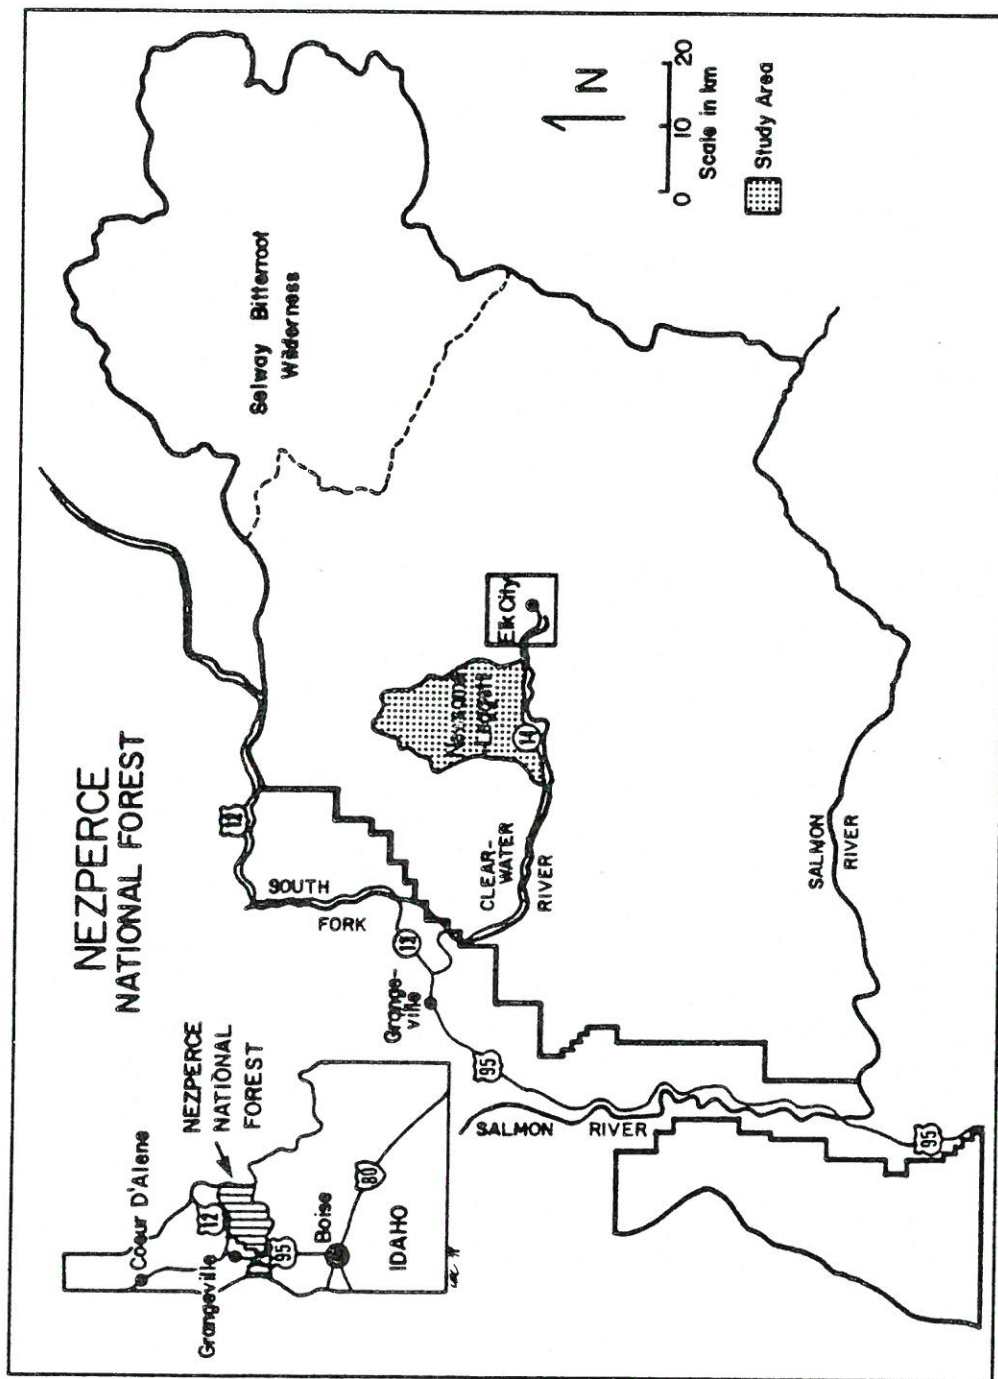 NEZPERCE
NATIONAL FOREST
Coeur D'Alene
12
Grangeville
95
NEZPERCE
NATIONAL
FOREST
Boise
80
IDAHO
12
SOUTH
FORK
13
Grange-
ville
95
SALMON RIVER
95
CLEAR-
WATER
RIVER
14
Elk City
Selway Bitterroot
Wilderness
SALMON
RIVER
N
0 10 20
Scale in km
Study Area